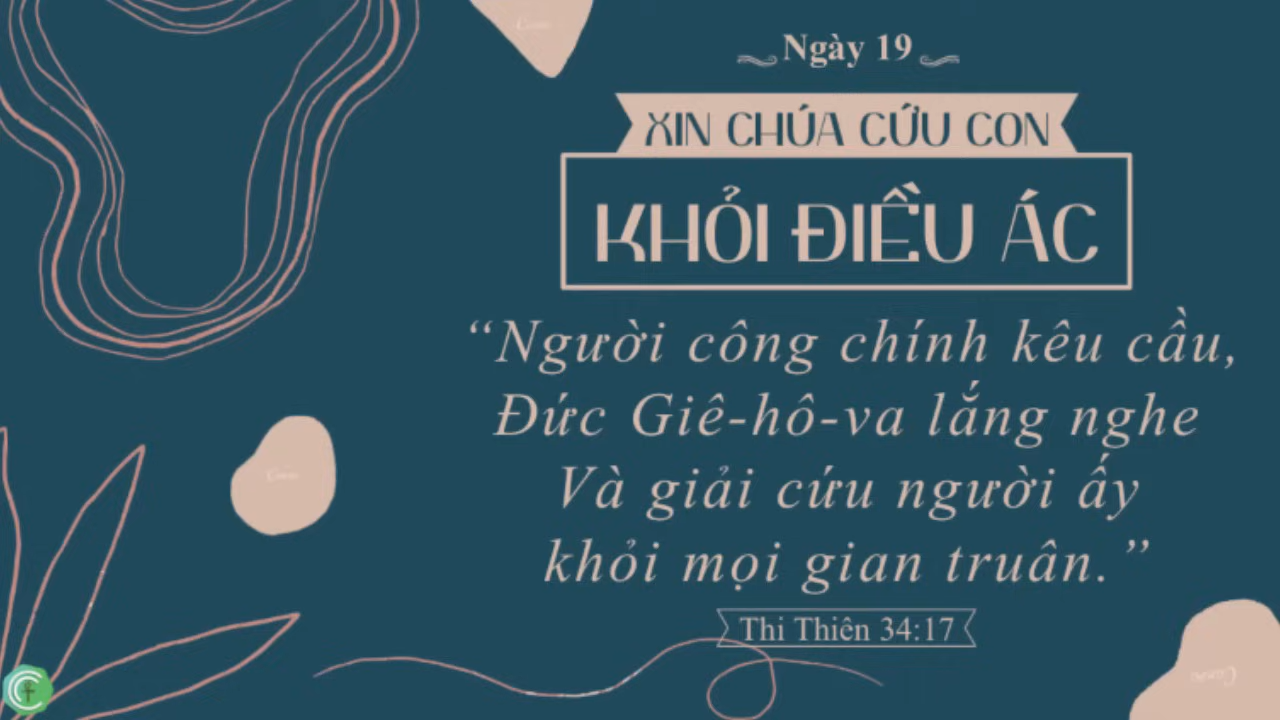 Ngày 19
XIN CHÚA CỨU CON
KHỎI ĐIỀU ÁC
“Người công chính kêu cầu,
Đức Giê-hô-va lắng nghe
Và giải cứu người ấy
khỏi mọi gian truân.”
Thi Thiên 34:17